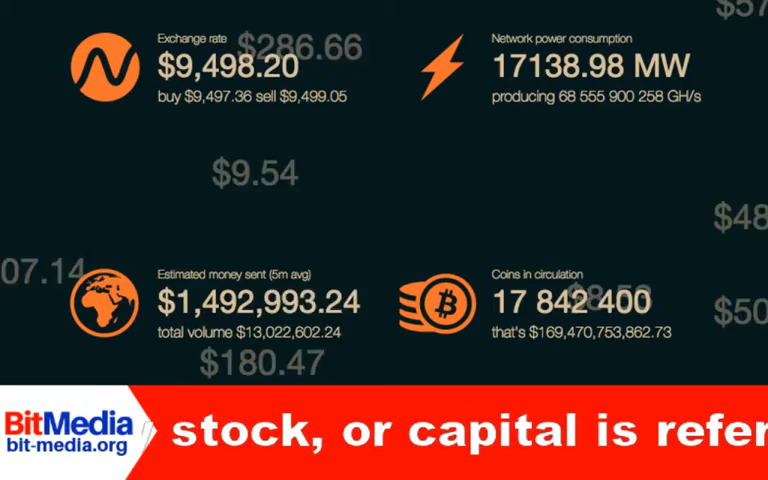 $57
Exchange rate
$286.66
$9,498.20
buy $9,497.36 sell $9,499.05
Network power consumption
17138.98 MW
producing 68 555 900 258 GH/s
$9.54
$48
07.14
Estimated money sent (5m avg)
$1,492,993.24
total volume $13,022,602.24
Coins in circulation
17 842 400
that's $169,470,753,862.73
$50
$180.47
BitMedia
bit-media.org
stock, or capital is refer